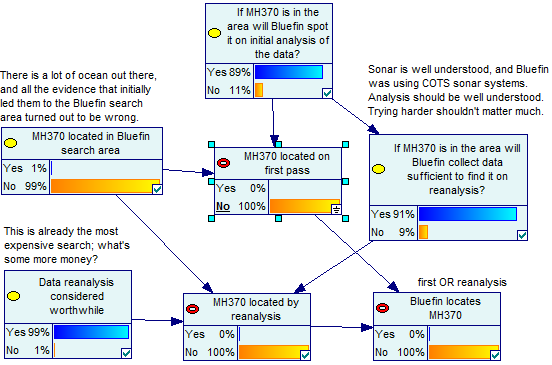 If MH370 is in the
area will Bluefin spot
it on initial analysis of
the data?
Yes 89%
No 11%
There is a lot of ocean out there,
and all the evidence that initially
led them to the Bluefin search
area turned out to be wrong.
Sonar is well understood, and Bluefin
was using COTS sonar systems.
Analysis should be well understood.
Trying harder shouldn't matter much.
MH370 located in Bluefin
search area
Yes 1%
No 99%
MH370 located on
first pass
Yes 0%
No 100%
If MH370 is in the area will
Bluefin collect data
sufficient to find it on
reanalysis?
Yes 91%
No 9%
This is already the most
expensive search; what's
some more money?
Data reanalysis
considered
worthwhile
Yes 99%
No 1%
MH370 located by
reanalysis
Yes 0%
No 100%
first OR reanalysis
Bluefin locates
MH370
Yes 0%
No 100%